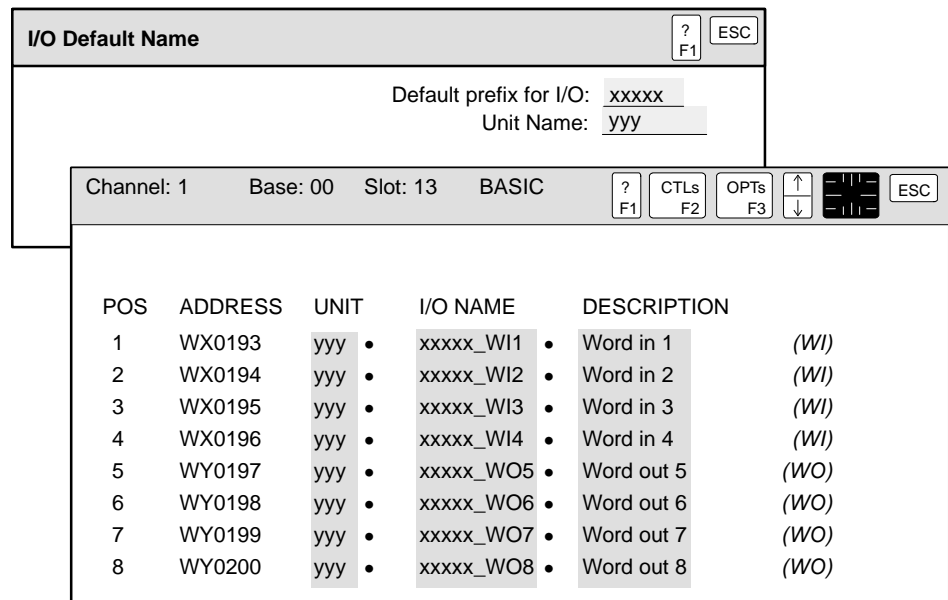 I/O Default Name ? F1 ESC
Default prefix for I/O: xxxxx
Unit Name: yyy
Channel: 1 Base: 00 Slot: 13 BASIC ? F1 CTLs F2 OPTs F3 ↑ ↓ ESC
POS ADDRESS UNIT I/O NAME DESCRIPTION
1 WX0193 yyy • xxxxx_WI1 • Word in 1 (WI)
2 WX0194 yyy • xxxxx_WI2 • Word in 2 (WI)
3 WX0195 yyy • xxxxx_WI3 • Word in 3 (WI)
4 WX0196 yyy • xxxxx_WI4 • Word in 4 (WI)
5 WY0197 yyy • xxxxx_WO5 • Word out 5 (WO)
6 WY0198 yyy • xxxxx_WO6 • Word out 6 (WO)
7 WY0199 yyy • xxxxx_WO7 • Word out 7 (WO)
8 WY0200 yyy • xxxxx_WO8 • Word out 8 (WO)